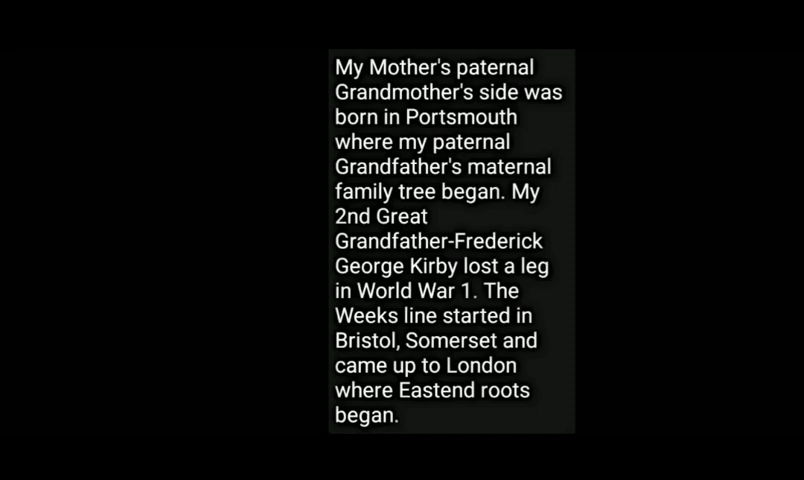 My Mother's paternal
Grandmother's side was
born in Portsmouth
where my paternal
Grandfather's maternal
family tree began. My
2nd Great
Grandfather-Frederick
George Kirby lost a leg
in World War 1. The
Weeks line started in
Bristol, Somerset and
came up to London
where Eastend roots
began.